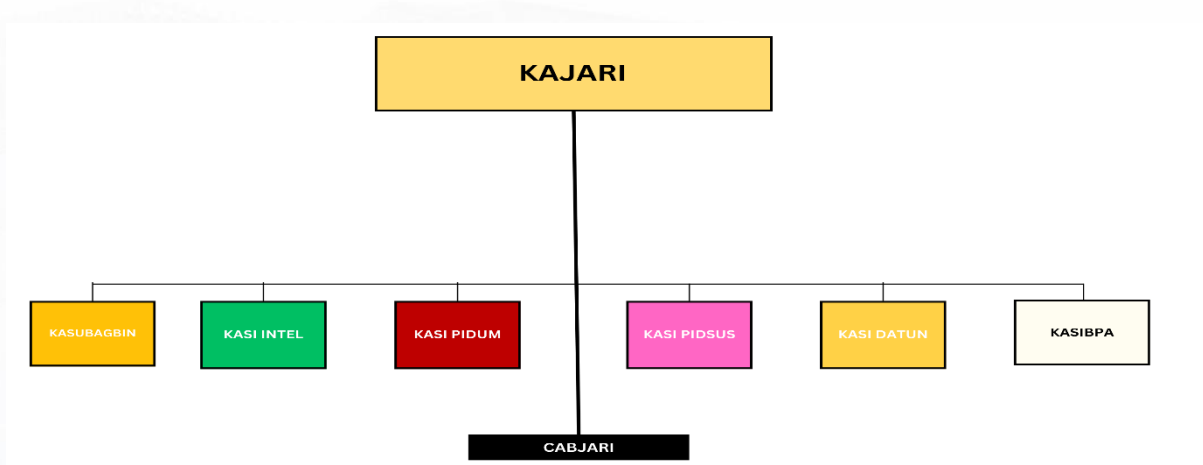 KAJARI
KASUBAGBIN
KASI INTEL
KASI PIDUM
KASI PIDSUS
KASI DATUN
KASIBPA
CABJARI